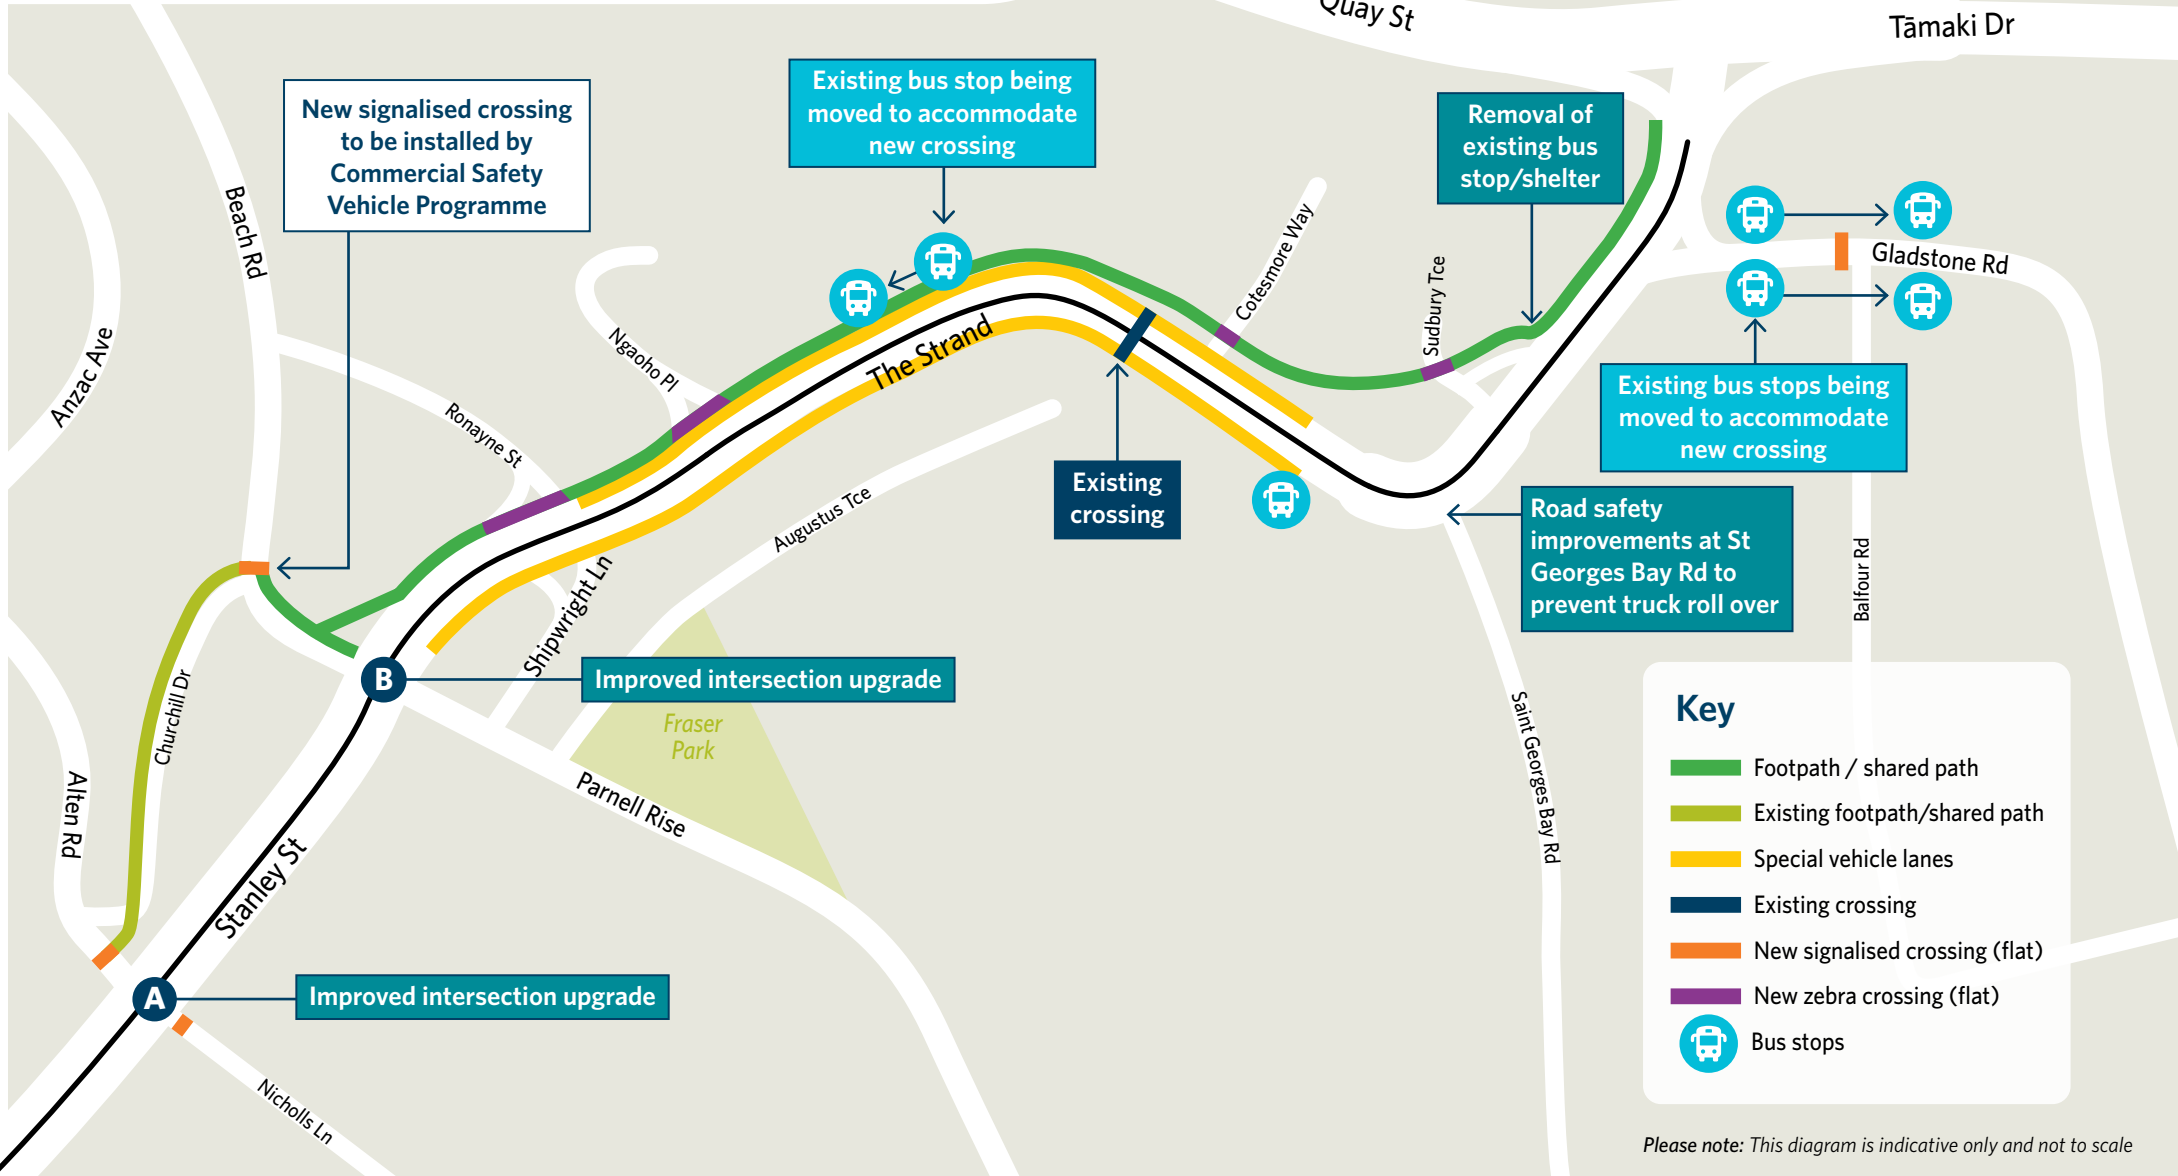 Quay St
Tāmaki Dr
New signalised crossing
to be installed by
Commercial Safety
Vehicle Programme
Existing bus stop being
moved to accommodate
new crossing
Removal of
existing bus
stop/shelter
Beach Rd
Anzac Ave
Ngaoho Pl
Ronayne St
The Strand
Cotesmore Way
Sudbury Tce
Gladstone Rd
Existing bus stops being
moved to accommodate
new crossing
Existing
crossing
Augustus Tce
Road safety
improvements at St
Georges Bay Rd to
prevent truck roll over
Balfour Rd
Shipwright Ln
B
Improved intersection upgrade
Fraser
Park
Churchill Dr
Alten Rd
Parnell Rise
Saint Georges Bay Rd
Stanley St
A
Improved intersection upgrade
Nicholls Ln
Key
Footpath / shared path
Existing footpath/shared path
Special vehicle lanes
Existing crossing
New signalised crossing (flat)
New zebra crossing (flat)
Bus stops
Please note: This diagram is indicative only and not to scale